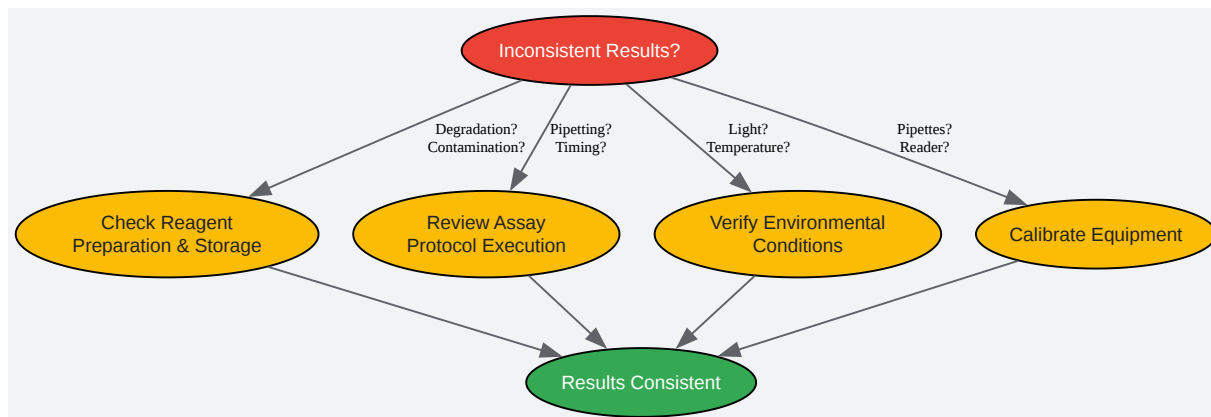 Inconsistent Results?
Degradation?
Contamination?
Pipetting?
Timing?
Light?
Temperature?
Pipettes?
Reader?
Check Reagent
Preparation & Storage
Review Assay
Protocol Execution
Verify Environmental
Conditions
Calibrate Equipment
Results Consistent